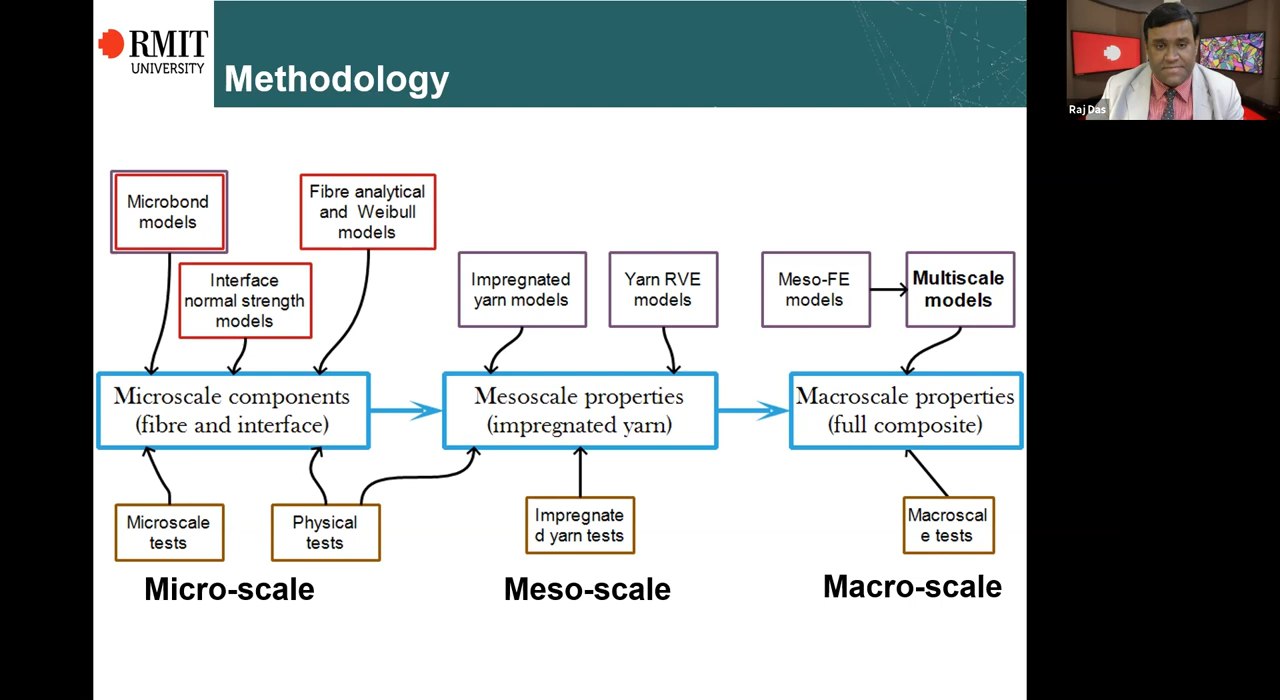 RMIT
UNIVERSITY
Methodology
Raj Das
Microbond
models
Fibre analytical
and Weibull
models
Interface
normal strength
models
Impregnated
yarn models
Yarn RVE
models
Meso-FE
models
Multiscale
models
Microscale components
(fibre and interface)
Mesoscale properties
(impregnated yarn)
Macroscale properties
(full composite)
Microscale
tests
Physical
tests
Impregnate
d yarn tests
Macroscal
e tests
Micro-scale
Meso-scale
Macro-scale